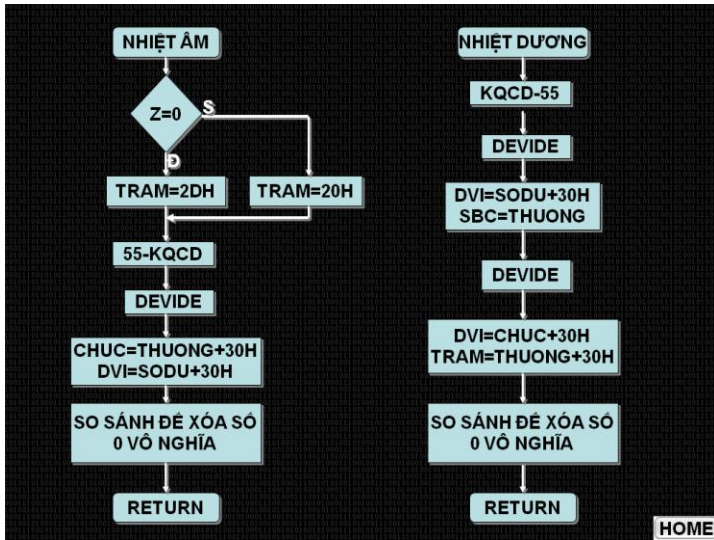 NHIỆT ÂM
Z=0
S
Đ
TRAM=2DH
TRAM=20H
55-KQCD
DEVIDE
CHUC=THUONG+30H
DVI=SODU+30H
SO SÁNH ĐỂ XÓA SỐ
0 VÔ NGHĨA
RETURN
NHIỆT DƯƠNG
KQCD-55
DEVIDE
DVI=SODU+30H
SBC=THUONG
DEVIDE
DVI=CHUC+30H
TRAM=THUONG+30H
SO SÁNH ĐỂ XÓA SỐ
0 VÔ NGHĨA
RETURN
HOME